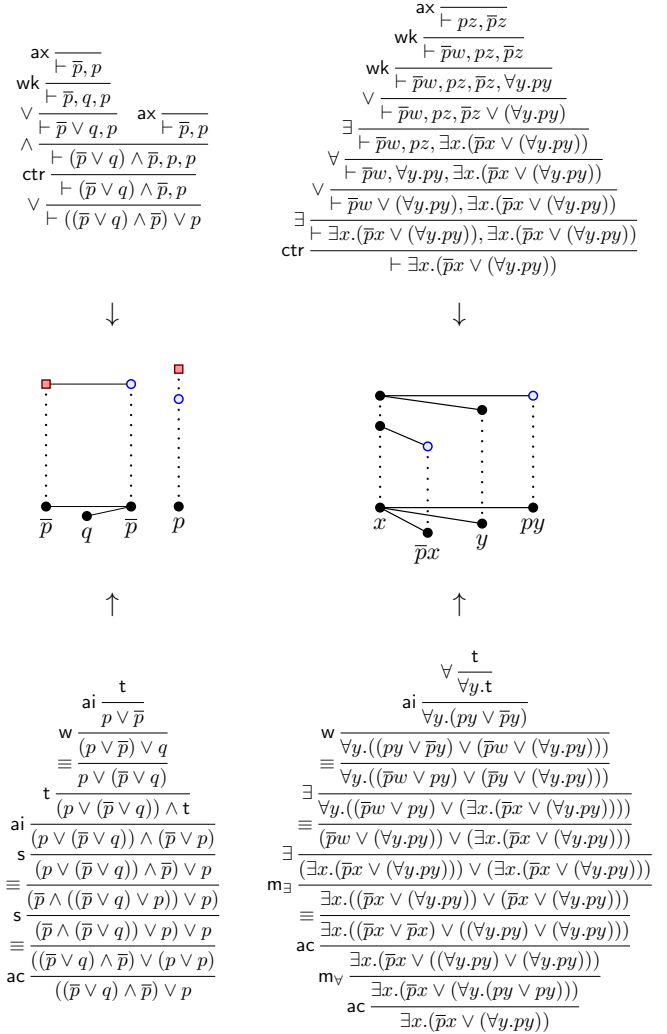 ax
⊢ p̄, p
wk
⊢ p̄, q, p
∨ ax
⊢ p̄ ∨ q, p ⊢ p̄, p
∧
⊢ (p̄ ∨ q) ∧ p̄, p, p
ctr
⊢ (p̄ ∨ q) ∧ p̄, p
∨
⊢ ((p̄ ∨ q) ∧ p̄) ∨ p
ax
⊢ pz, p̄z
wk
⊢ p̄w, pz, p̄z
wk
⊢ p̄w, pz, p̄z, ∀y.py
∨
⊢ p̄w, pz, p̄z ∨ (∀y.py)
∃
⊢ p̄w, pz, ∃x.(p̄x ∨ (∀y.py))
∀
⊢ p̄w, ∀y.py, ∃x.(p̄x ∨ (∀y.py))
∨
⊢ p̄w ∨ (∀y.py), ∃x.(p̄x ∨ (∀y.py))
∃
⊢ ∃x.(p̄x ∨ (∀y.py)), ∃x.(p̄x ∨ (∀y.py))
ctr
⊢ ∃x.(p̄x ∨ (∀y.py))
↓ ↓
p̄ q p̄ p
x p̄x y py
↑ ↑
t
ai
p ∨ p̄
w
(p ∨ p̄) ∨ q
≡
p ∨ (p̄ ∨ q)
t
(p ∨ (p̄ ∨ q)) ∧ t
ai
(p ∨ (p̄ ∨ q)) ∧ (p̄ ∨ p)
s
(p ∨ (p̄ ∨ q)) ∧ p̄) ∨ p
≡
(p̄ ∧ ((p̄ ∨ q) ∨ p)) ∨ p)
s
(p̄ ∧ (p̄ ∨ q)) ∨ p) ∨ p
≡
((p̄ ∨ q) ∧ p̄) ∨ (p ∨ p)
ac
((p̄ ∨ q) ∧ p̄) ∨ p
t
∀
∀y.t
ai
∀y.(py ∨ p̄y)
w
∀y.((py ∨ p̄y) ∨ (p̄w ∨ (∀y.py)))
≡
∀y.((p̄w ∨ py) ∨ (p̄y ∨ (∀y.py)))
∃
∀y.((p̄w ∨ py) ∨ (∃x.(p̄x ∨ (∀y.py))))
≡
(p̄w ∨ (∀y.py)) ∨ (∃x.(p̄x ∨ (∀y.py)))
∃
(∃x.(p̄x ∨ (∀y.py))) ∨ (∃x.(p̄x ∨ (∀y.py)))
m∃
∃x.((p̄x ∨ (∀y.py)) ∨ (p̄x ∨ (∀y.py)))
≡
∃x.((p̄x ∨ p̄x) ∨ ((∀y.py) ∨ (∀y.py)))
ac
∃x.(p̄x ∨ ((∀y.py) ∨ (∀y.py)))
m∀
∃x.(p̄x ∨ (∀y.(py ∨ py)))
ac
∃x.(p̄x ∨ (∀y.py))